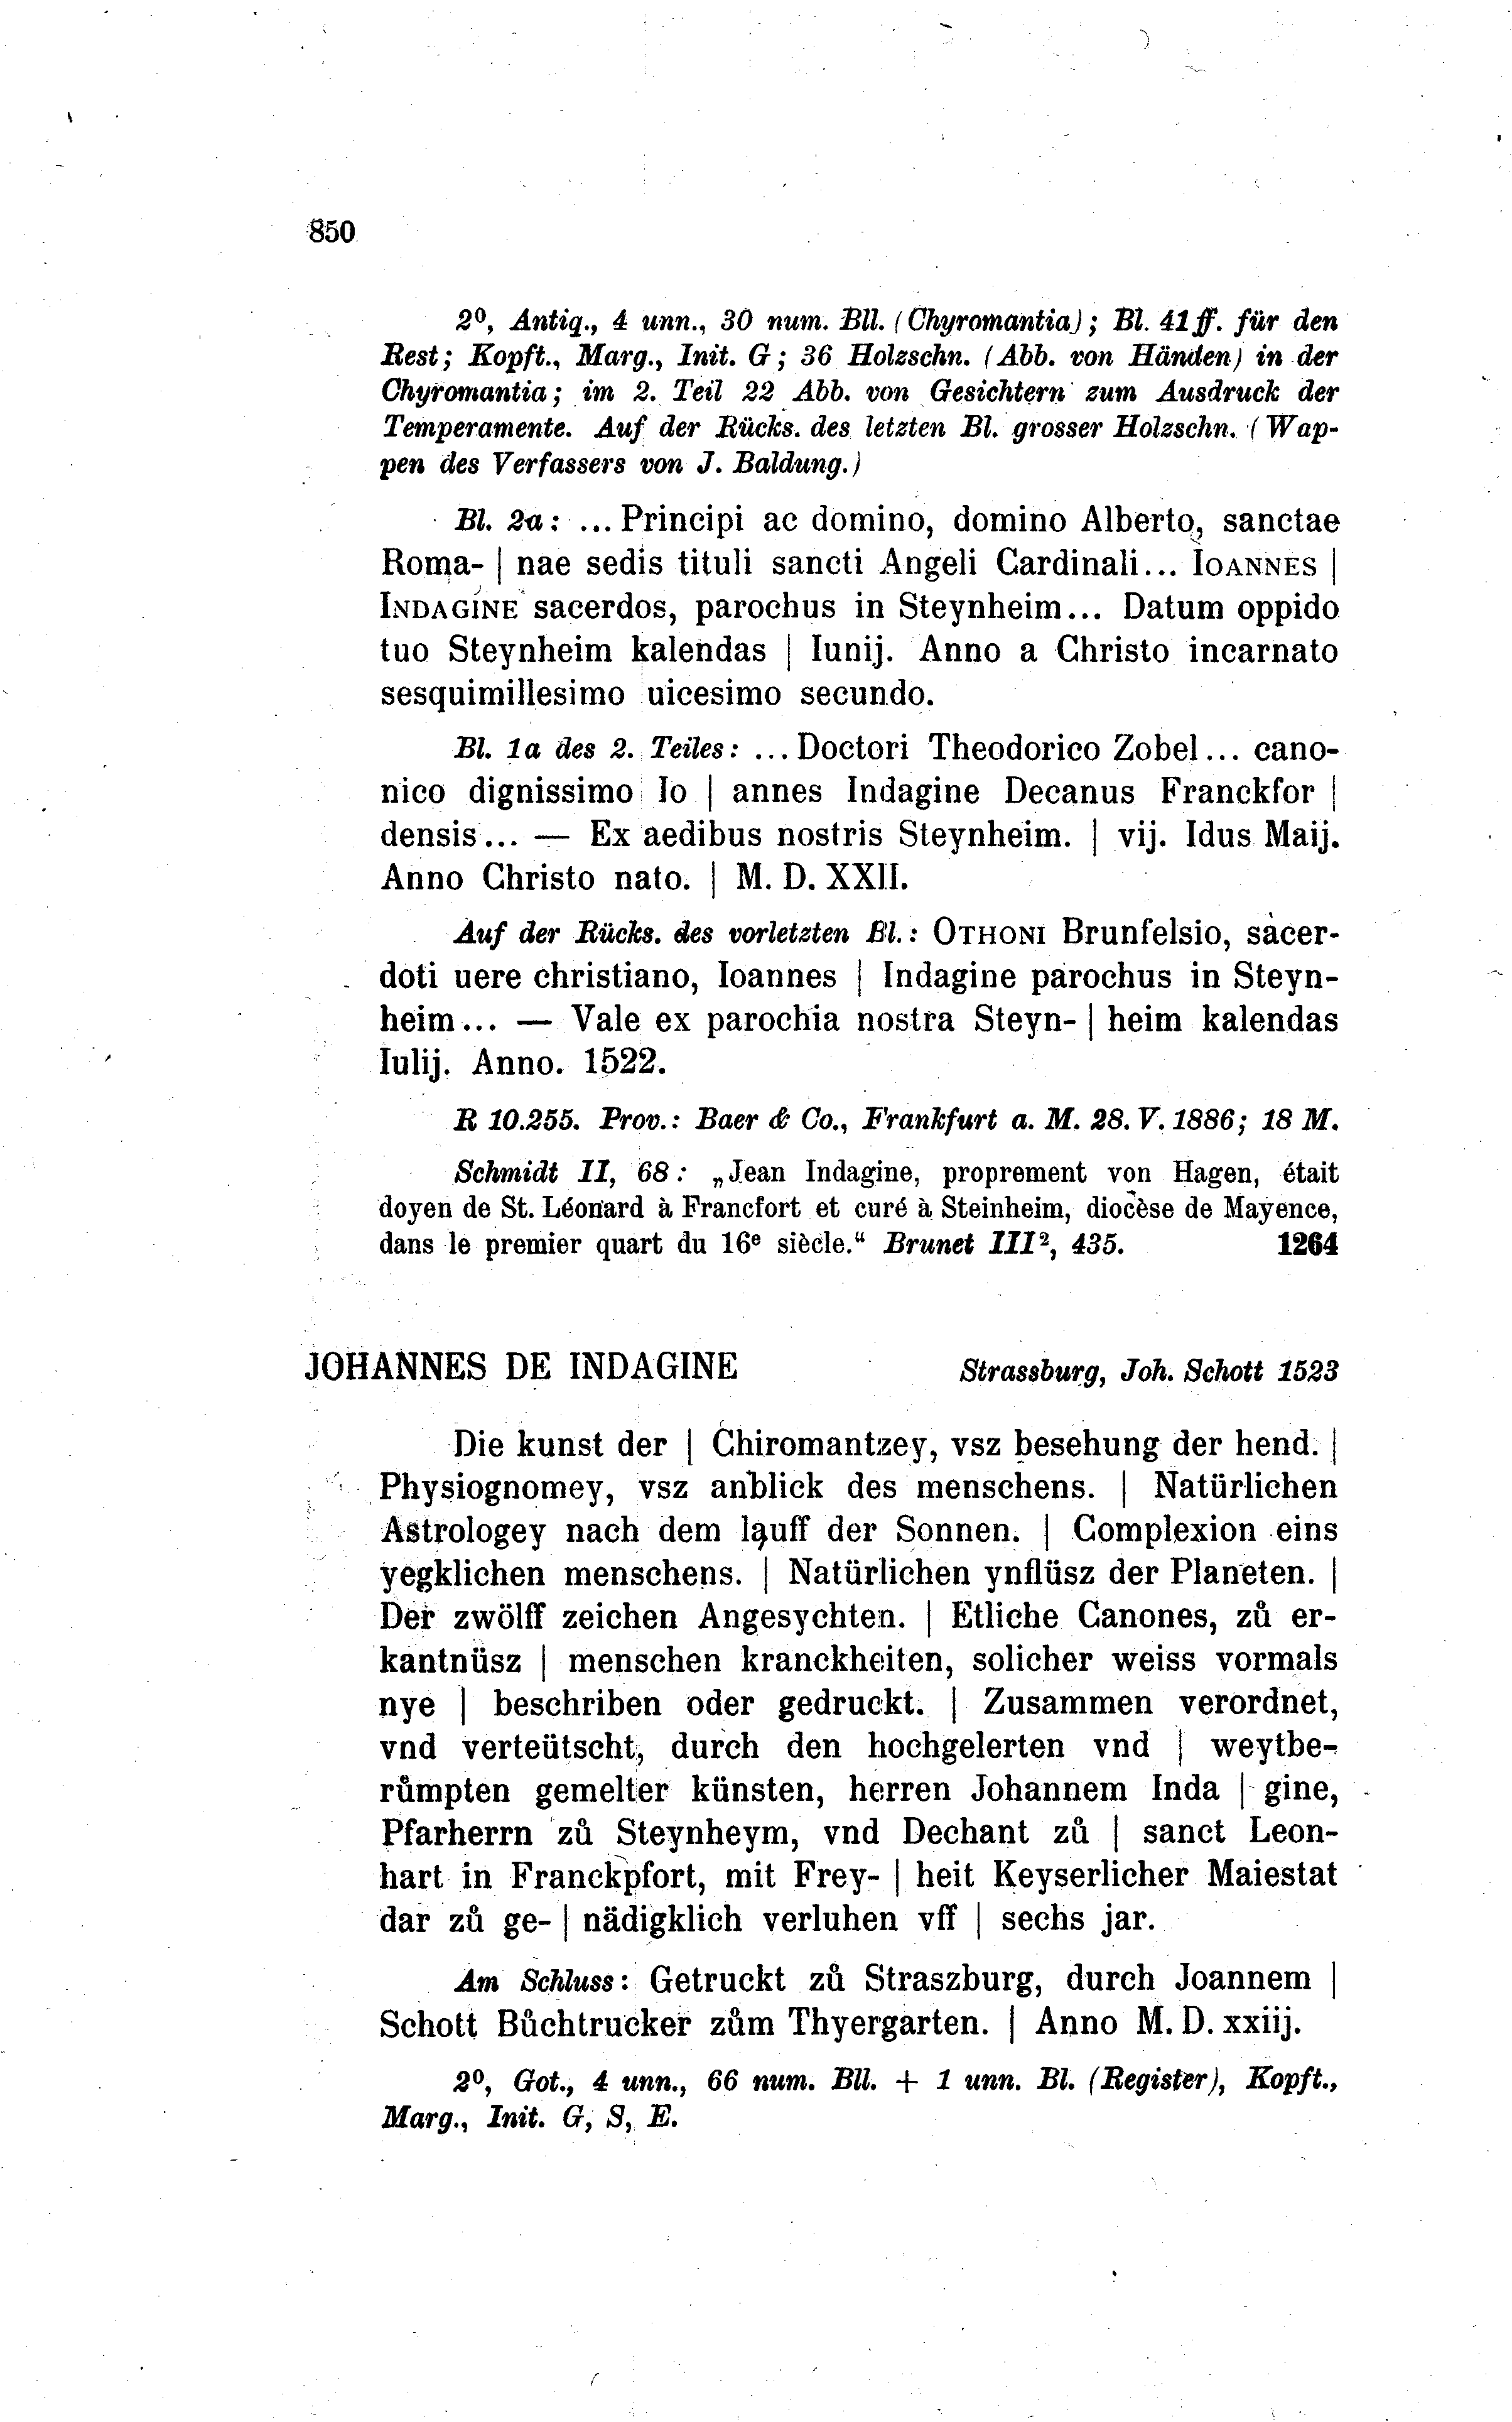 850
2⁰, Antiq., 4 unn., 30 num. Bll. (Chyromantia); Bl. 41 ff. für den
Rest; Kopft., Marg., Init. G; 36 Holzschn. (Abb. von Händen) in der
Chyromantia; im 2. Teil 22 Abb. von Gesichtern zum Ausdruck der
Temperamente. Auf der Rücks. des letzten Bl. grosser Holzschn. (Wap-
pen des Verfassers von J. Baldung.)
Bl. 2a: ... Principi ac domino, domino Alberto, sanctae
Roma- | nae sedis tituli sancti Angeli Cardinali... IOANNES |
INDAGINE sacerdos, parochus in Steynheim... Datum oppido
tuo Steynheim kalendas | Iunij. Anno a Christo incarnato
sesquimillesimo uicesimo secundo.
Bl. 1a des 2. Teiles: ... Doctori Theodorico Zobel... cano-
nico dignissimo Io | annes Indagine Decanus Franckfor |
densis... — Ex aedibus nostris Steynheim. | vij. Idus Maij.
Anno Christo nato. | M. D. XXII.
Auf der Rücks. des vorletzten Bl.: OTHONI Brunfelsio, sacer-
doti uere christiano, Ioannes | Indagine parochus in Steyn-
heim... — Vale ex parochia nostra Steyn- | heim kalendas
Iulij. Anno. 1522.
R 10.255. Prov.: Baer & Co., Frankfurt a. M. 28. V. 1886; 18 M.
Schmidt II, 68: „Jean Indagine, proprement von Hagen, était
doyen de St. Léonard à Francfort et curé à Steinheim, diocèse de Mayence,
dans le premier quart du 16ᵉ siècle.“ Brunet III², 435. 1264
JOHANNES DE INDAGINE Strassburg, Joh. Schott 1523
Die kunst der | Chiromantzey, vsz besehung der hend. |
Physiognomey, vsz anblick des menschens. | Natürlichen
Astrologey nach dem lauff der Sonnen. | Complexion eins
yegklichen menschens. | Natürlichen ynflüsz der Planeten. |
Der zwölff zeichen Angesychten. | Etliche Canones, zů er-
kantnüsz | menschen kranckheiten, solicher weiss vormals
nye | beschriben oder gedruckt. | Zusammen verordnet,
vnd verteütscht, durch den hochgelerten vnd | weytbe-
růmpten gemelter künsten, herren Johannem Inda | gine,
Pfarherrn zů Steynheym, vnd Dechant zů | sanct Leon-
hart in Franckpfort, mit Frey- | heit Keyserlicher Maiestat
dar zů ge- | nädigklich verluhen vff | sechs jar.
Am Schluss: Getruckt zů Straszburg, durch Joannem |
Schott Bůchtrucker zům Thyergarten. | Anno M. D. xxiij.
2⁰, Got., 4 unn., 66 num. Bll. + 1 unn. Bl. (Register), Kopft.,
Marg., Init. G, S, E.